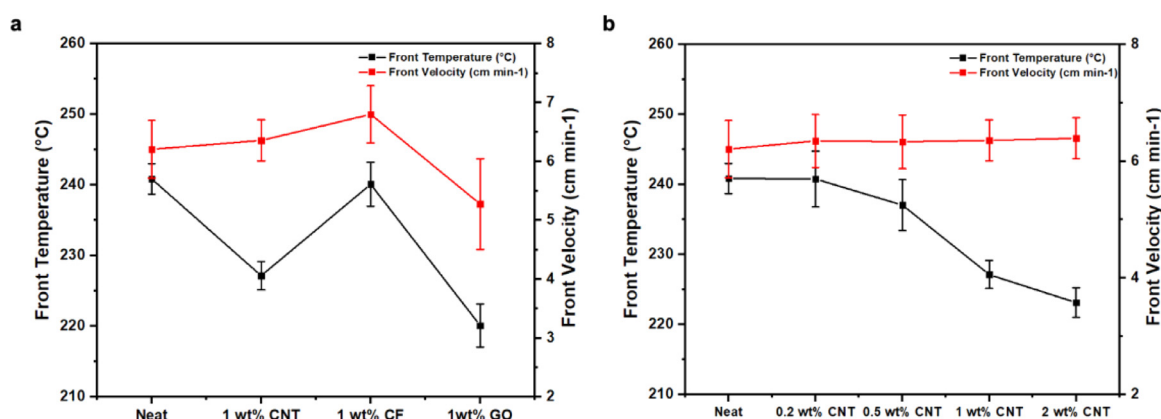 a
260
250
240
230
220
210
Front Temperature (°C)
Front Temperature (°C)
Front Velocity (cm min-1)
8
7
6
5
4
3
2
Front Velocity (cm min-1)
Neat 1 wt% CNT 1 wt% CF 1wt% GO
b
260
250
240
230
220
210
Front Temperature (°C)
Front Temperature (°C)
Front Velocity (cm min-1)
8
6
4
2
Front Velocity (cm min-1)
Neat 0.2 wt% CNT 0.5 wt% CNT 1 wt% CNT 2 wt% CNT